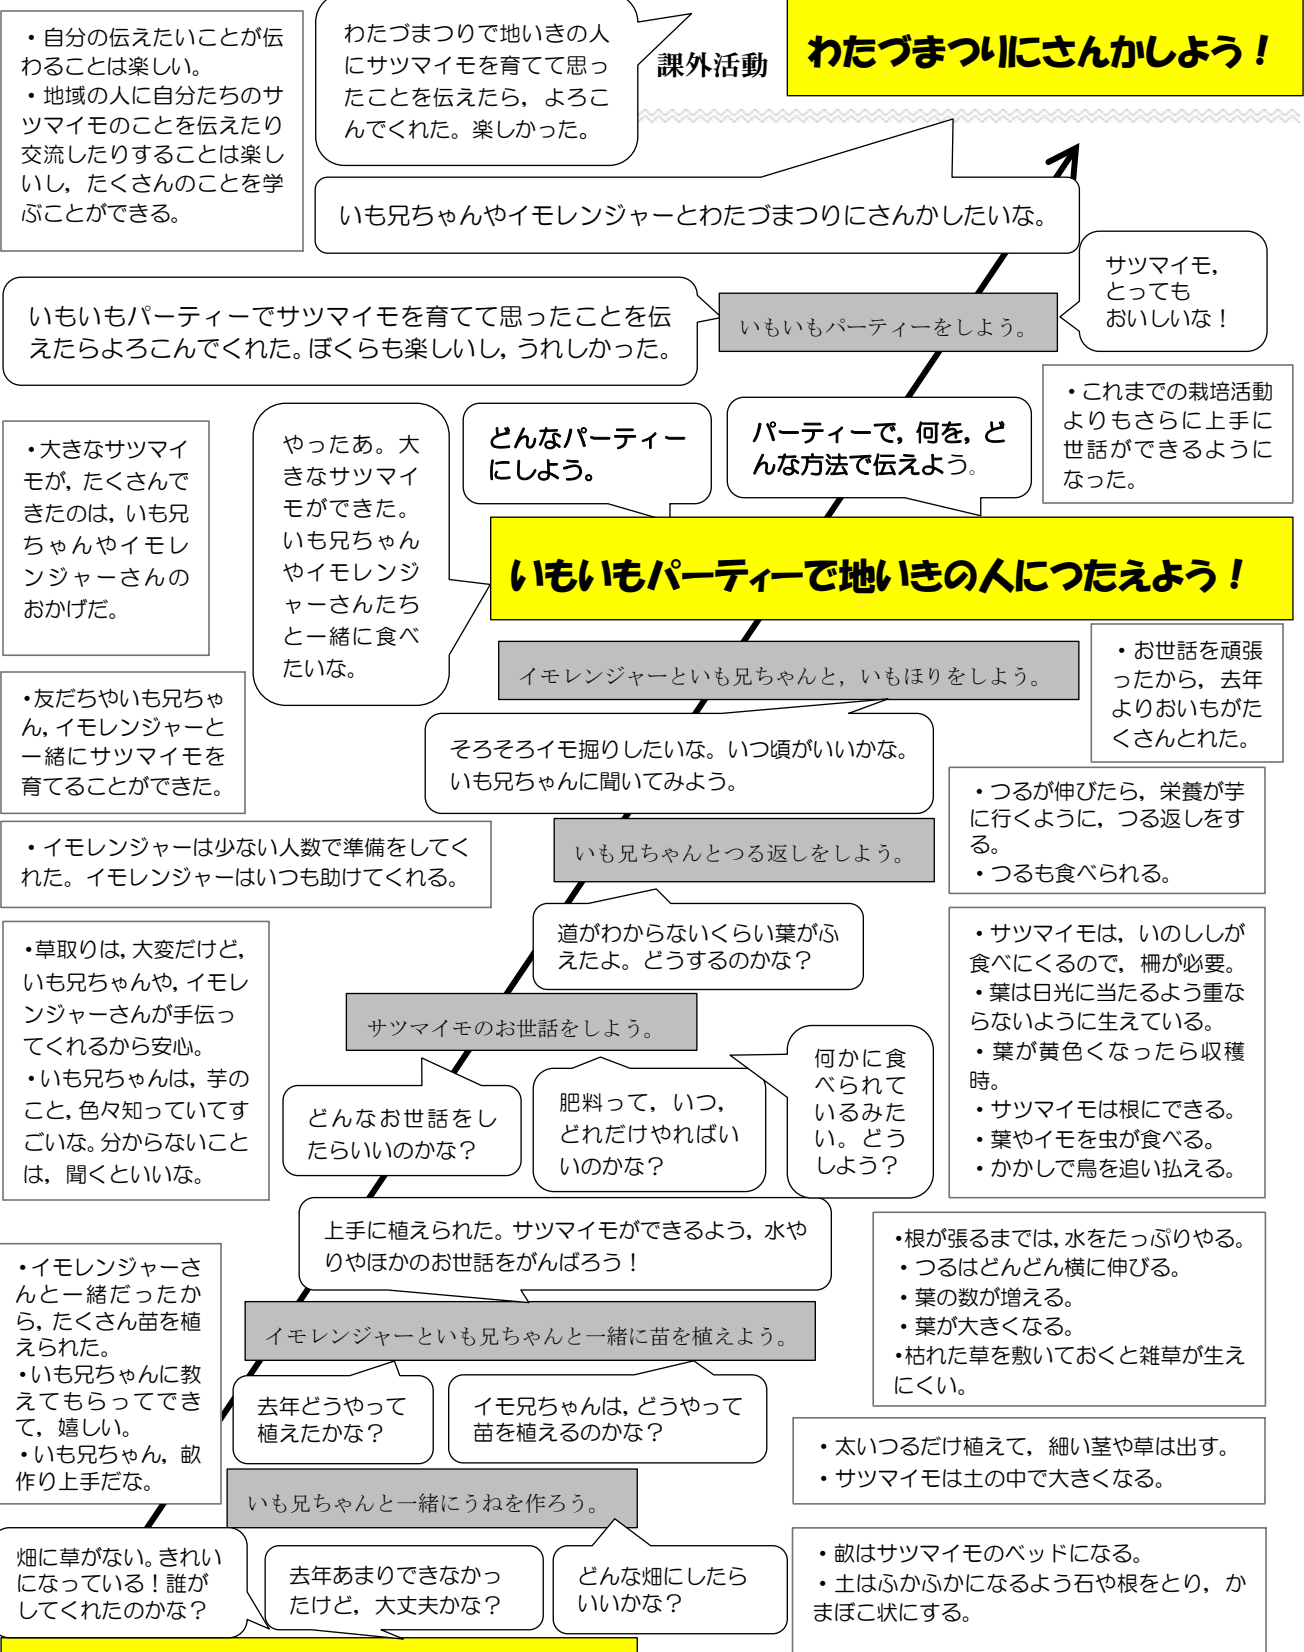 ・自分の伝えたいことが伝
わることは楽しい。
・地域の人に自分たちのサ
ツマイモのことを伝えたり
交流したりすることは楽し
いし，たくさんのことを学
ぶことができる。
わたづまつりで地いきの人
にサツマイモを育てて思っ
たことを伝えたら，よろこ
んでくれた。楽しかった。
課外活動
わたづまつりにさんかしよう！
いも兄ちゃんやイモレンジャーとわたづまつりにさんかしたいな。
サツマイモ，
とっても
おいしいな！
いもいもパーティーでサツマイモを育てて思ったことを伝
えたらよろこんでくれた。ぼくらも楽しいし，うれしかった。
いもいもパーティーをしよう。
・これまでの栽培活動
よりもさらに上手に
世話ができるように
なった。
・大きなサツマイ
モが，たくさんで
きたのは，いも兄
ちゃんやイモレ
ンジャーさんの
おかげだ。
やったあ。大
きなサツマイ
モができた。
いも兄ちゃん
やイモレンジ
ャーさんたち
と一緒に食べ
たいな。
どんなパーティー
にしよう。
パーティーで，何を，ど
んな方法で伝えよう。
いもいもパーティーで地いきの人につたえよう！
イモレンジャーといも兄ちゃんと，いもほりをしよう。
・お世話を頑張
ったから，去年
よりおいもがた
くさんとれた。
・友だちやいも兄ちゃ
ん，イモレンジャーと
一緒にサツマイモを
育てることができた。
そろそろイモ掘りしたいな。いつ頃がいいかな。
いも兄ちゃんに聞いてみよう。
・つるが伸びたら，栄養が芋
に行くように，つる返しをす
る。
・つるも食べられる。
・イモレンジャーは少ない人数で準備をしてく
れた。イモレンジャーはいつも助けてくれる。
いも兄ちゃんとつる返しをしよう。
道がわからないくらい葉がふ
えたよ。どうするのかな？
・草取りは，大変だけど，
いも兄ちゃんや，イモレ
ンジャーさんが手伝っ
てくれるから安心。
・いも兄ちゃんは，芋の
こと，色々知っていてす
ごいな。分からないこと
は，聞くといいな。
・サツマイモは，いのししが
食べにくるので，柵が必要。
・葉は日光に当たるよう重な
らないように生えている。
・葉が黄色くなったら収穫
時。
・サツマイモは根にできる。
・葉やイモを虫が食べる。
・かかしで鳥を追い払える。
サツマイモのお世話をしよう。
どんなお世話をし
たらいいのかな？
肥料って，いつ，
どれだけやればい
いのかな？
何かに食
べられて
いるみた
い。どう
しよう？
上手に植えられた。サツマイモができるよう，水や
りやほかのお世話をがんばろう！
・根が張るまでは，水をたっぷりやる。
・つるはどんどん横に伸びる。
・葉の数が増える。
・葉が大きくなる。
・枯れた草を敷いておくと雑草が生え
にくい。
・イモレンジャーさ
んと一緒だったか
ら，たくさん苗を植
えられた。
・いも兄ちゃんに教
えてもらってでき
て，嬉しい。
・いも兄ちゃん，畝
作り上手だな。
イモレンジャーといも兄ちゃんと一緒に苗を植えよう。
去年どうやって
植えたかな？
イモ兄ちゃんは，どうやって
苗を植えるのかな？
・太いつるだけ植えて，細い茎や草は出す。
・サツマイモは土の中で大きくなる。
いも兄ちゃんと一緒にうねを作ろう。
畑に草がない。きれい
になっている！誰が
してくれたのかな？
去年あまりできなかっ
たけど，大丈夫かな？
どんな畑にしたら
いいかな？
・畝はサツマイモのベッドになる。
・土はふかふかになるよう石や根をとり，か
まぼこ状にする。